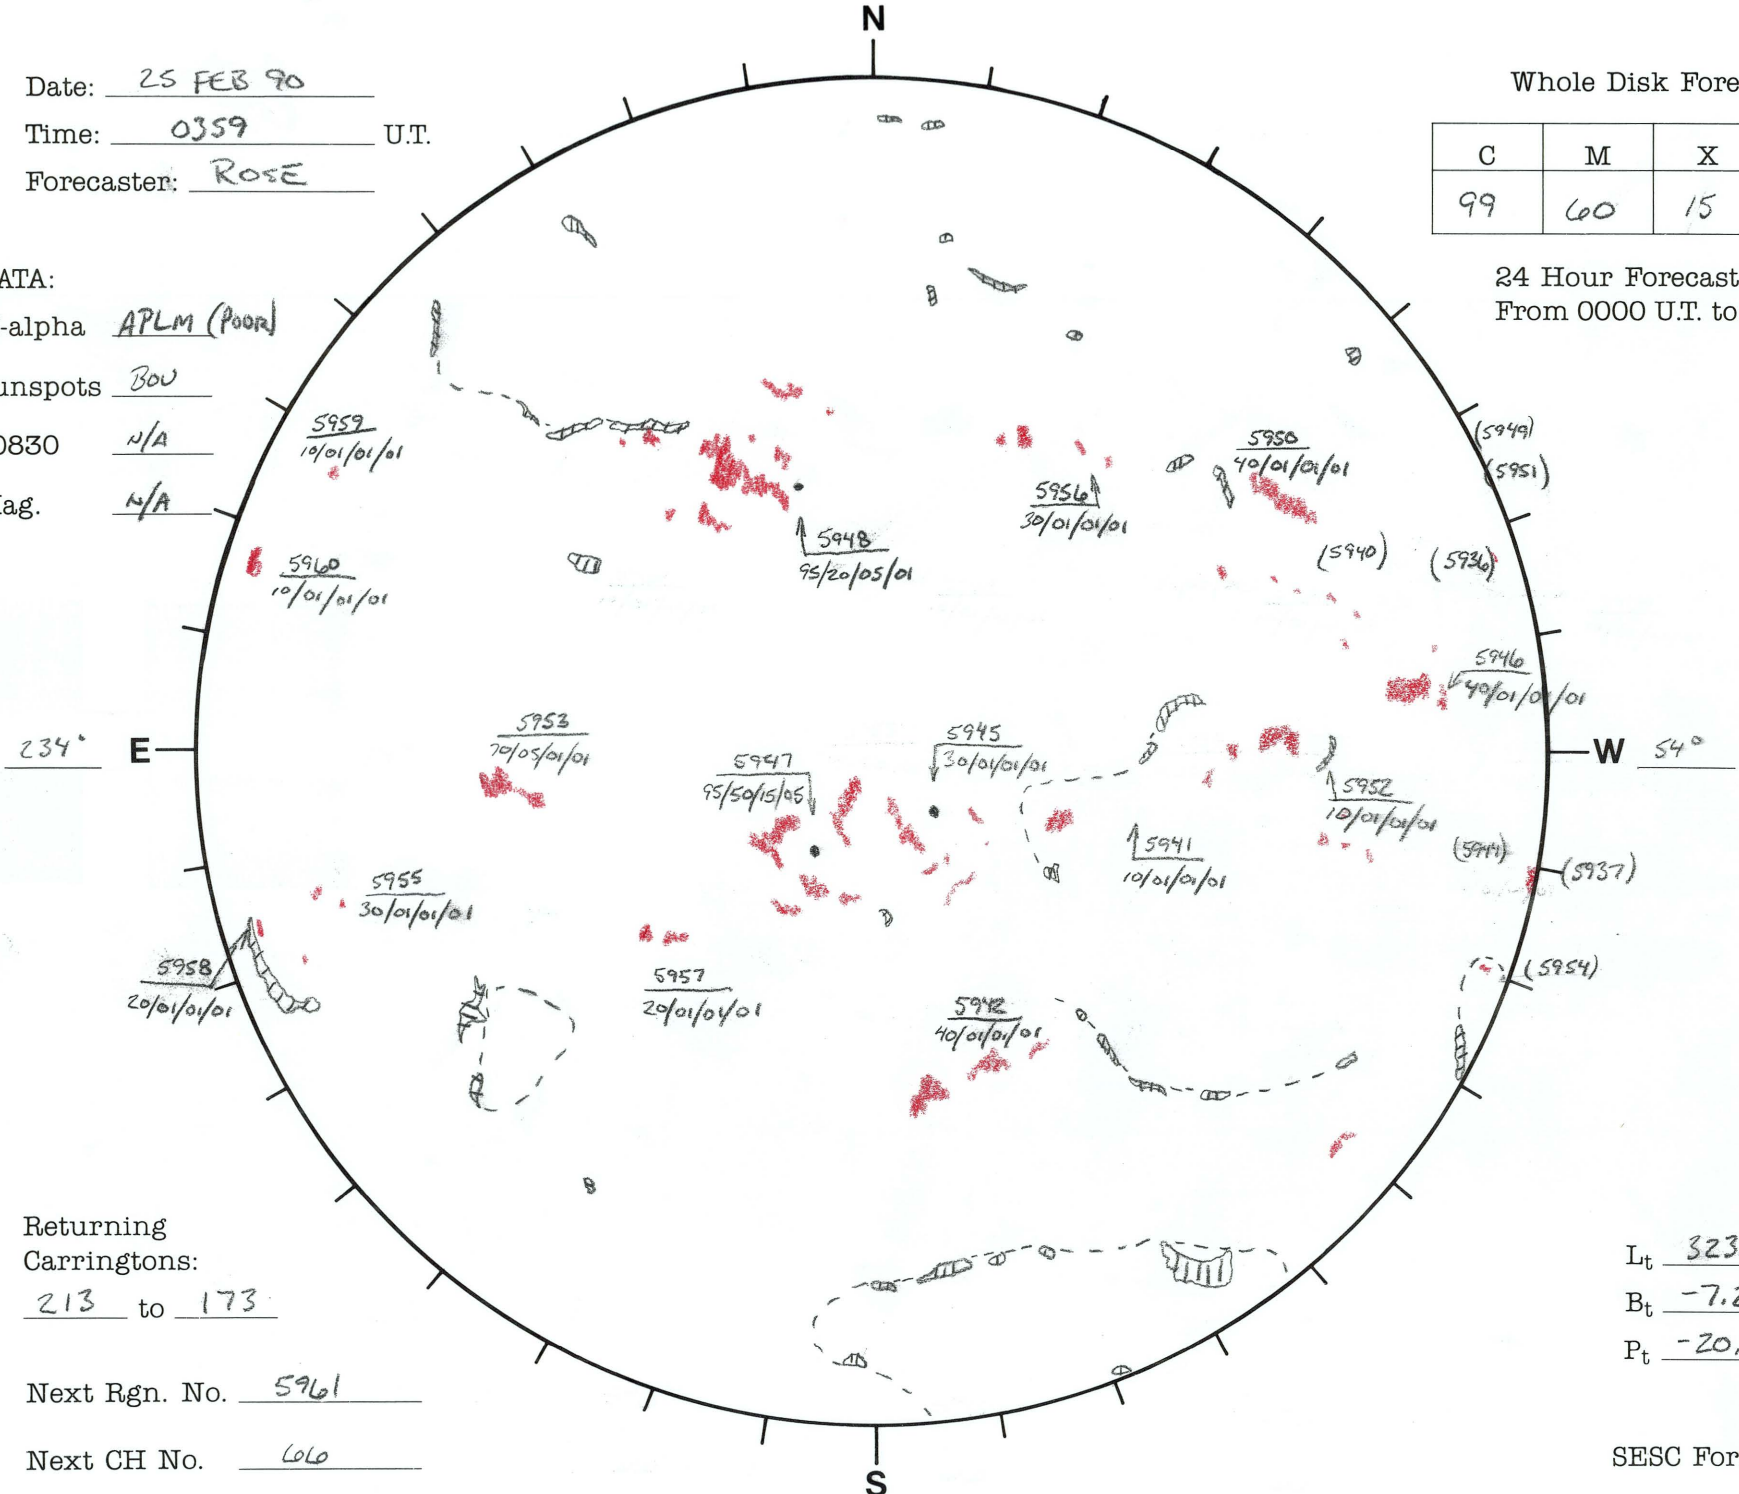 N
Date: 25 FEB 90
Time: 0359 U.T.
Forecaster: ROSE
Whole Disk Fore
C M X
99 60 15
24 Hour Forecast
From 0000 U.T. to
ATA:
-alpha APLM (POOR)
unspots BOU
0830 N/A
ag. N/A
5959
10/01/01/01
5960
10/01/01/01
5948
95/20/05/01
5956
30/01/01/01
5950
40/01/01/01
(5949)
(5951)
(5940)
(5936)
5946
40/01/01/01
234° E
W 54°
5953
70/05/01/01
5947
95/50/15/05
5945
30/01/01/01
5952
10/01/01/01
5941
10/01/01/01
(5944)
(5937)
5955
30/01/01/01
5958
20/01/01/01
5957
20/01/01/01
5942
40/01/01/01
(5954)
Returning
Carringtons:
213 to 173
Next Rgn. No. 5961
Next CH No. 66
Lt 323
Bt -7.2
Pt -20.
SESC For
S